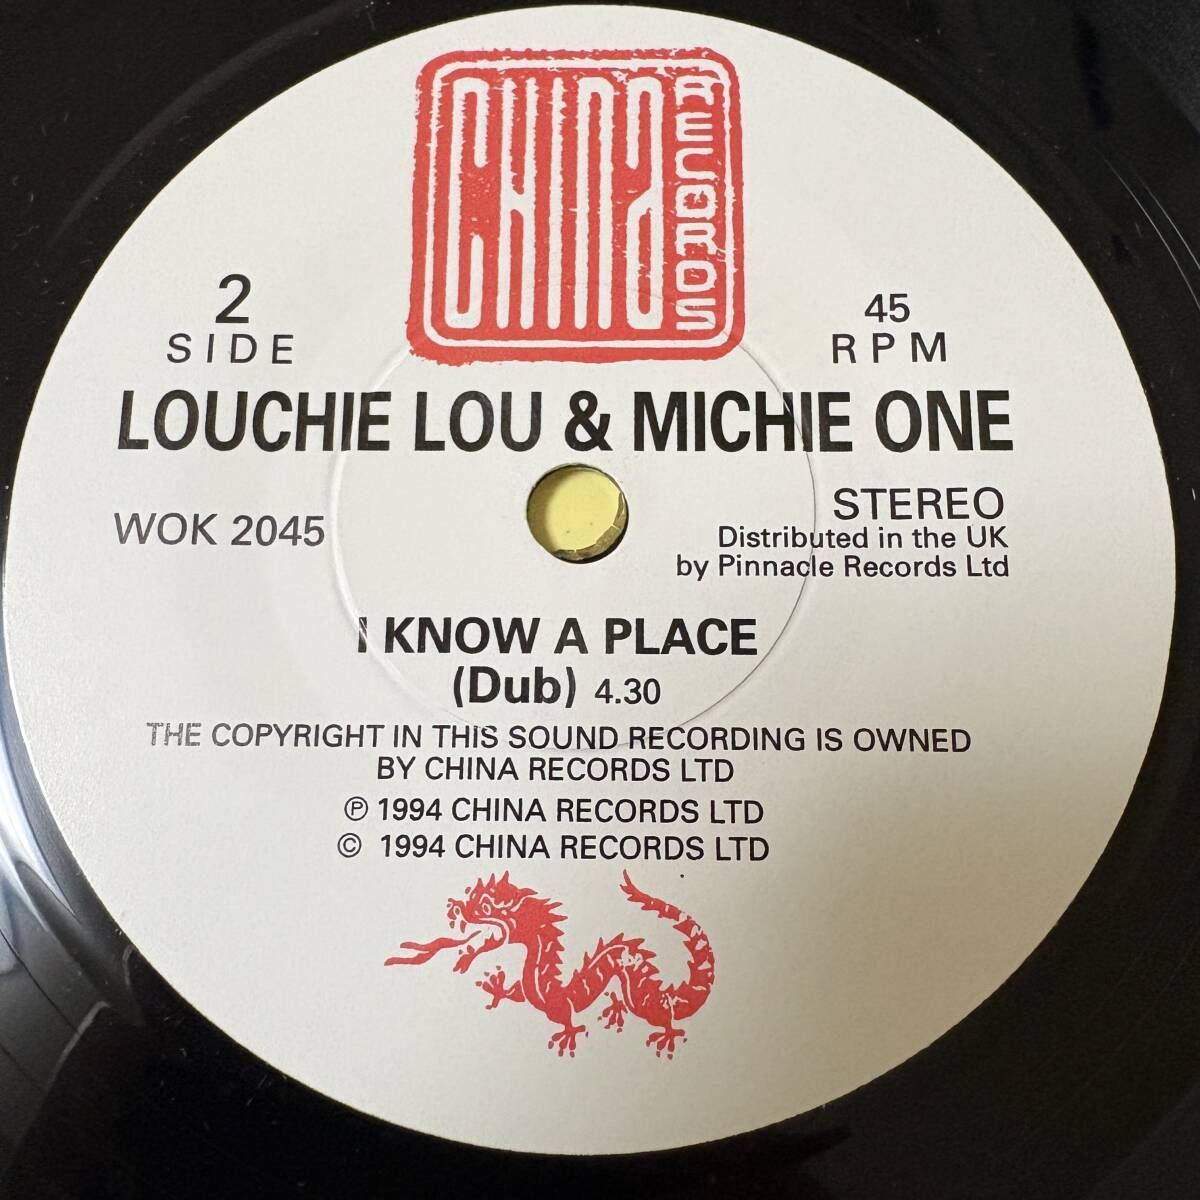 CHINA
RECORDS
2
SIDE
45
RPM
LOUCHIE LOU & MICHIE ONE
WOK 2045
STEREO
Distributed in the UK
by Pinnacle Records Ltd
I KNOW A PLACE
(Dub) 4.30
THE COPYRIGHT IN THIS SOUND RECORDING IS OWNED
BY CHINA RECORDS LTD
℗ 1994 CHINA RECORDS LTD
© 1994 CHINA RECORDS LTD